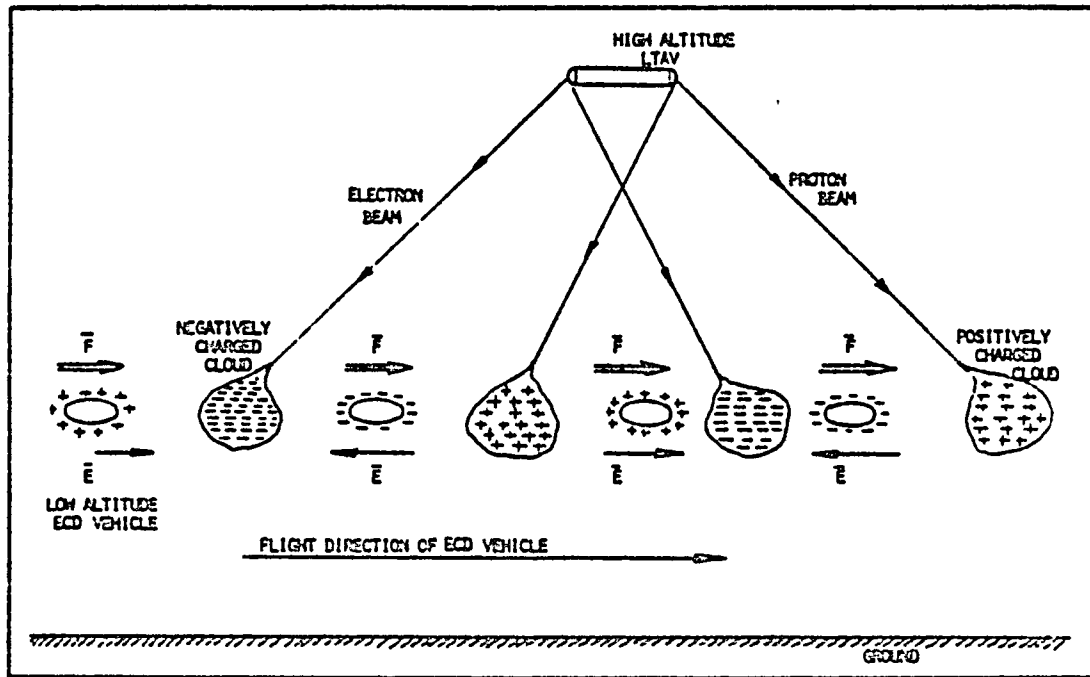 HIGH ALTITUDE
LTAV
ELECTRON
BEAM
PROTON
BEAM
NEGATIVELY
CHARGED
CLOUD
POSITIVELY
CHARGED
CLOUD
F
F
F
F
E
E
E
E
LOW ALTITUDE
ECD VEHICLE
FLIGHT DIRECTION OF ECD VEHICLE
GROUND